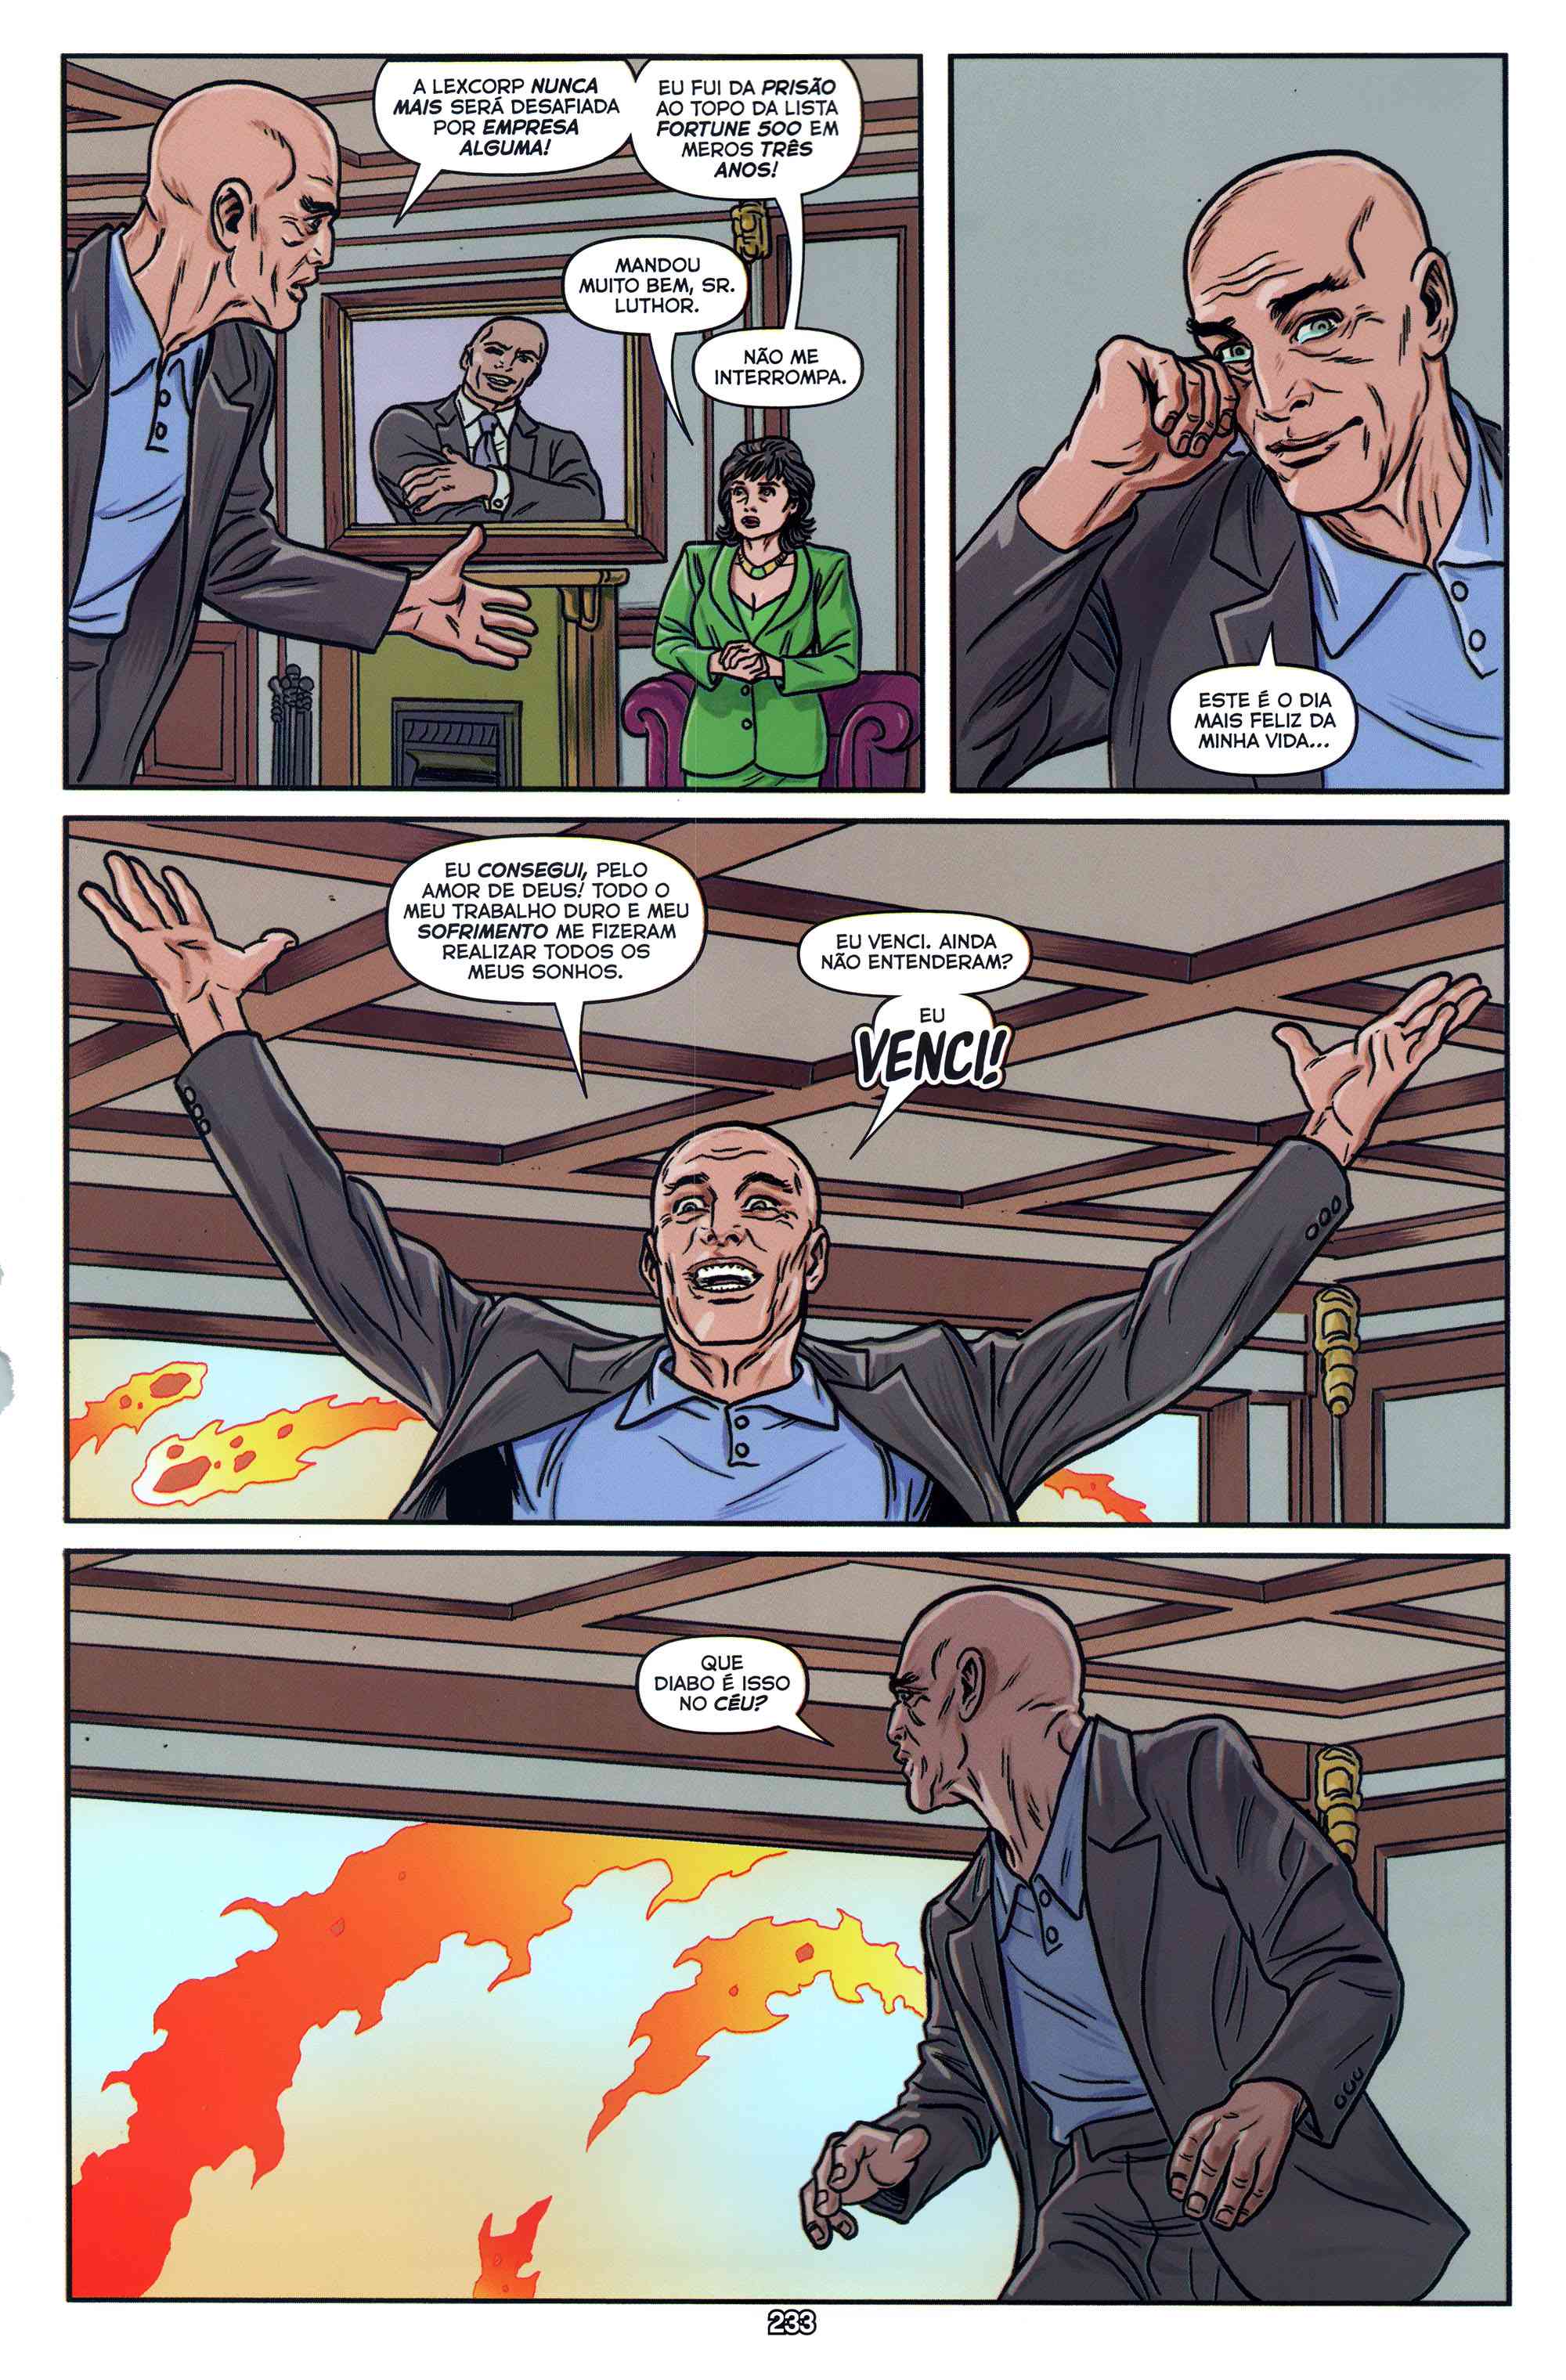 A LEXCORP NUNCA
MAIS SERÁ DESAFIADA
POR EMPRESA
ALGUMA!
EU FUI DA PRISÃO
AO TOPO DA LISTA
FORTUNE 500 EM
MEROS TRÊS
ANOS!
MANDOU
MUITO BEM, SR.
LUTHOR.
NÃO ME
INTERROMPA.
ESTE É O DIA
MAIS FELIZ DA
MINHA VIDA...
EU CONSEGUI, PELO
AMOR DE DEUS! TODO O
MEU TRABALHO DURO E MEU
SOFRIMENTO ME FIZERAM
REALIZAR TODOS OS
MEUS SONHOS.
EU VENCI. AINDA
NÃO ENTENDERAM?
EU
VENCI!
QUE
DIABO É ISSO
NO CÉU?
233